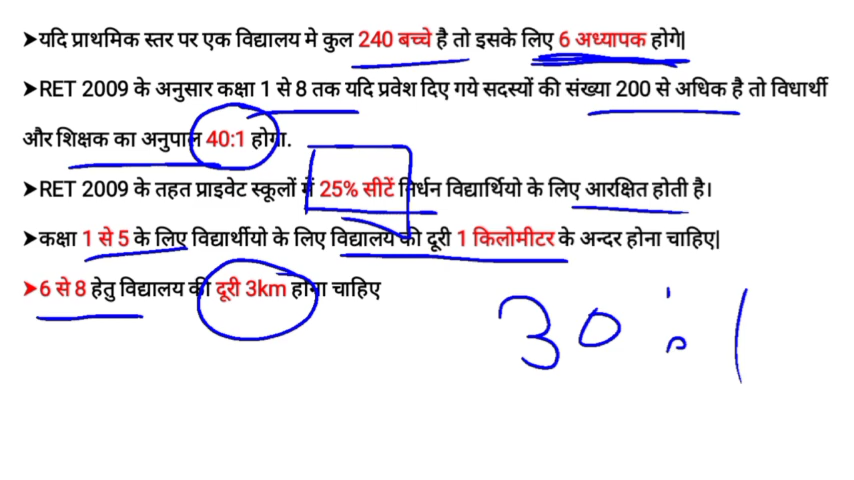 ➤यदि प्राथमिक स्तर पर एक विद्यालय मे कुल 240 बच्चे है तो इसके लिए 6 अध्यापक होगे|
➤RET 2009 के अनुसार कक्षा 1 से 8 तक यदि प्रवेश दिए गये सदस्यों की संख्या 200 से अधिक है तो विधार्थी
और शिक्षक का अनुपात 40:1 होगा.
➤RET 2009 के तहत प्राइवेट स्कूलों में 25% सीटें निर्धन विद्यार्थियो के लिए आरक्षित होती है।
➤कक्षा 1 से 5 के लिए विद्यार्थीयो के लिए विद्यालय की दूरी 1 किलोमीटर के अन्दर होना चाहिए|
➤6 से 8 हेतु विद्यालय की दूरी 3km होना चाहिए
30 : 1